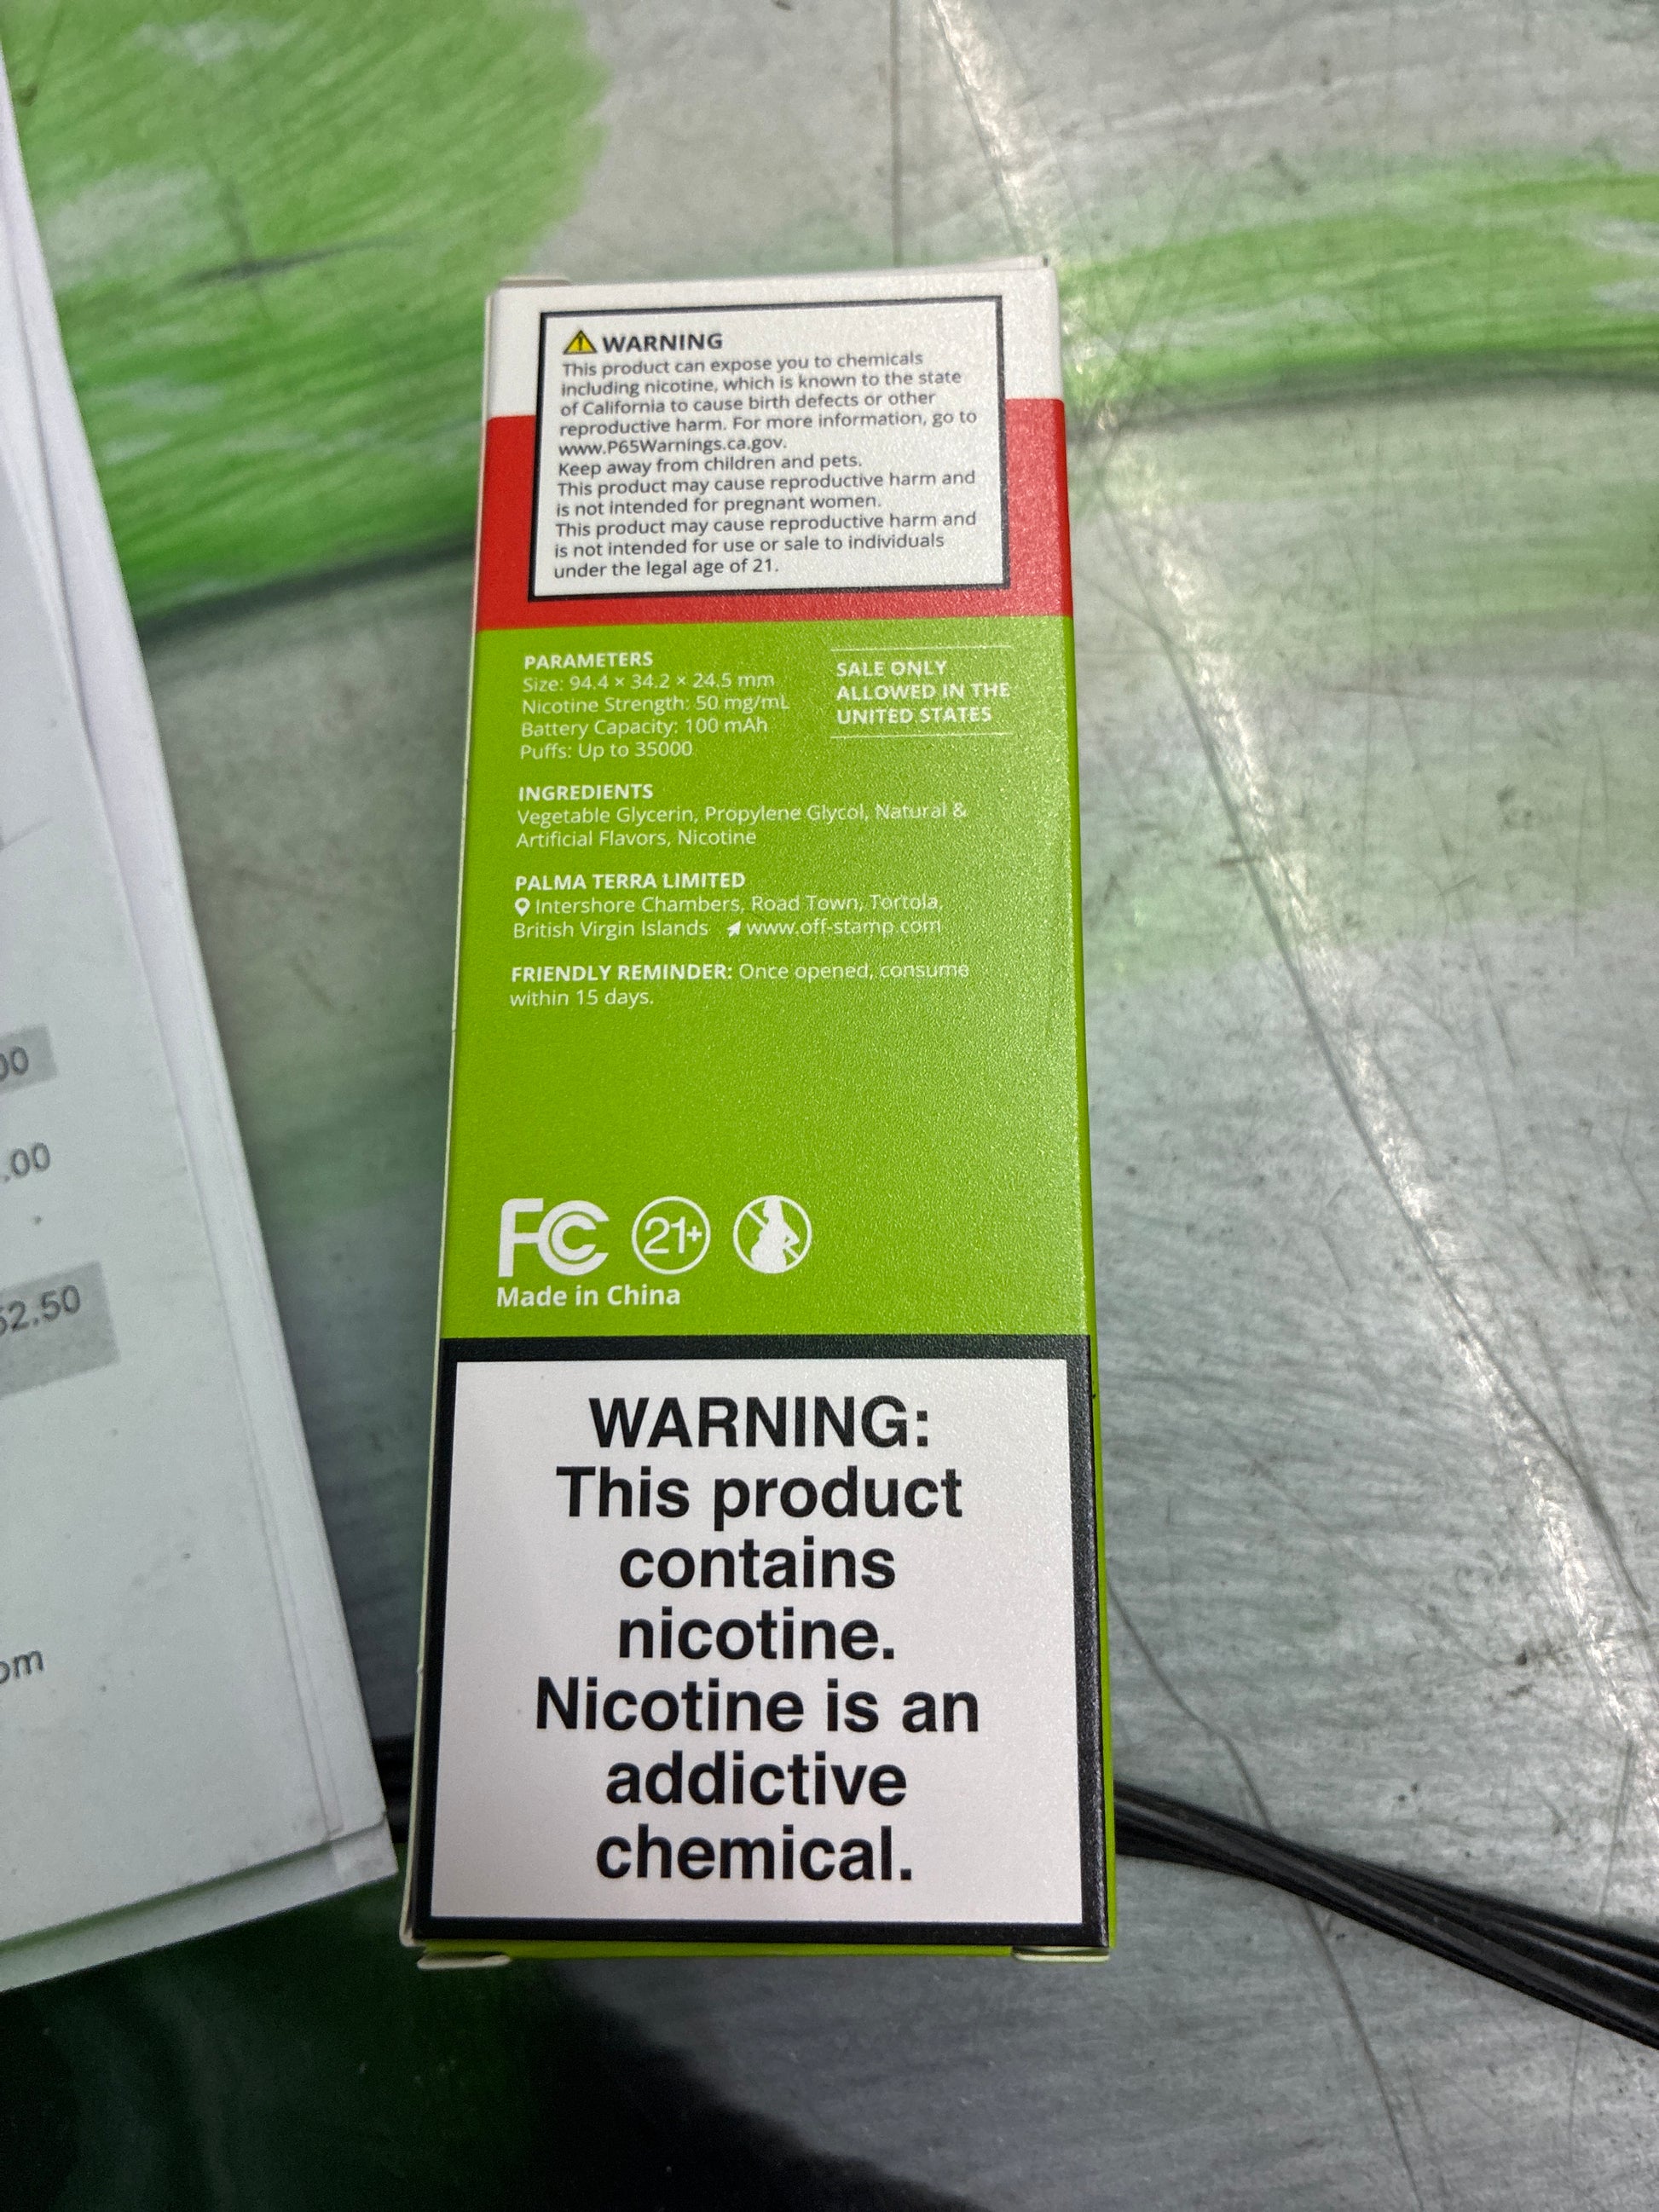 WARNING
This product can expose you to chemicals
including nicotine, which is known to the state
of California to cause birth defects or other
reproductive harm. For more information, go to
www.P65Warnings.ca.gov.
Keep away from children and pets.
This product may cause reproductive harm and
is not intended for pregnant women.
This product may cause reproductive harm and
is not intended for use or sale to individuals
under the legal age of 21.
PARAMETERS
Size: 94.4 × 34.2 × 24.5 mm
Nicotine Strength: 50 mg/mL
Battery Capacity: 100 mAh
Puffs: Up to 35000
SALE ONLY
ALLOWED IN THE
UNITED STATES
INGREDIENTS
Vegetable Glycerin, Propylene Glycol, Natural &
Artificial Flavors, Nicotine
PALMA TERRA LIMITED
Intershore Chambers, Road Town, Tortola,
British Virgin Islands www.off-stamp.com
FRIENDLY REMINDER: Once opened, consume
within 15 days.
FC 21+
Made in China
WARNING:
This product
contains
nicotine.
Nicotine is an
addictive
chemical.
.00
2.50